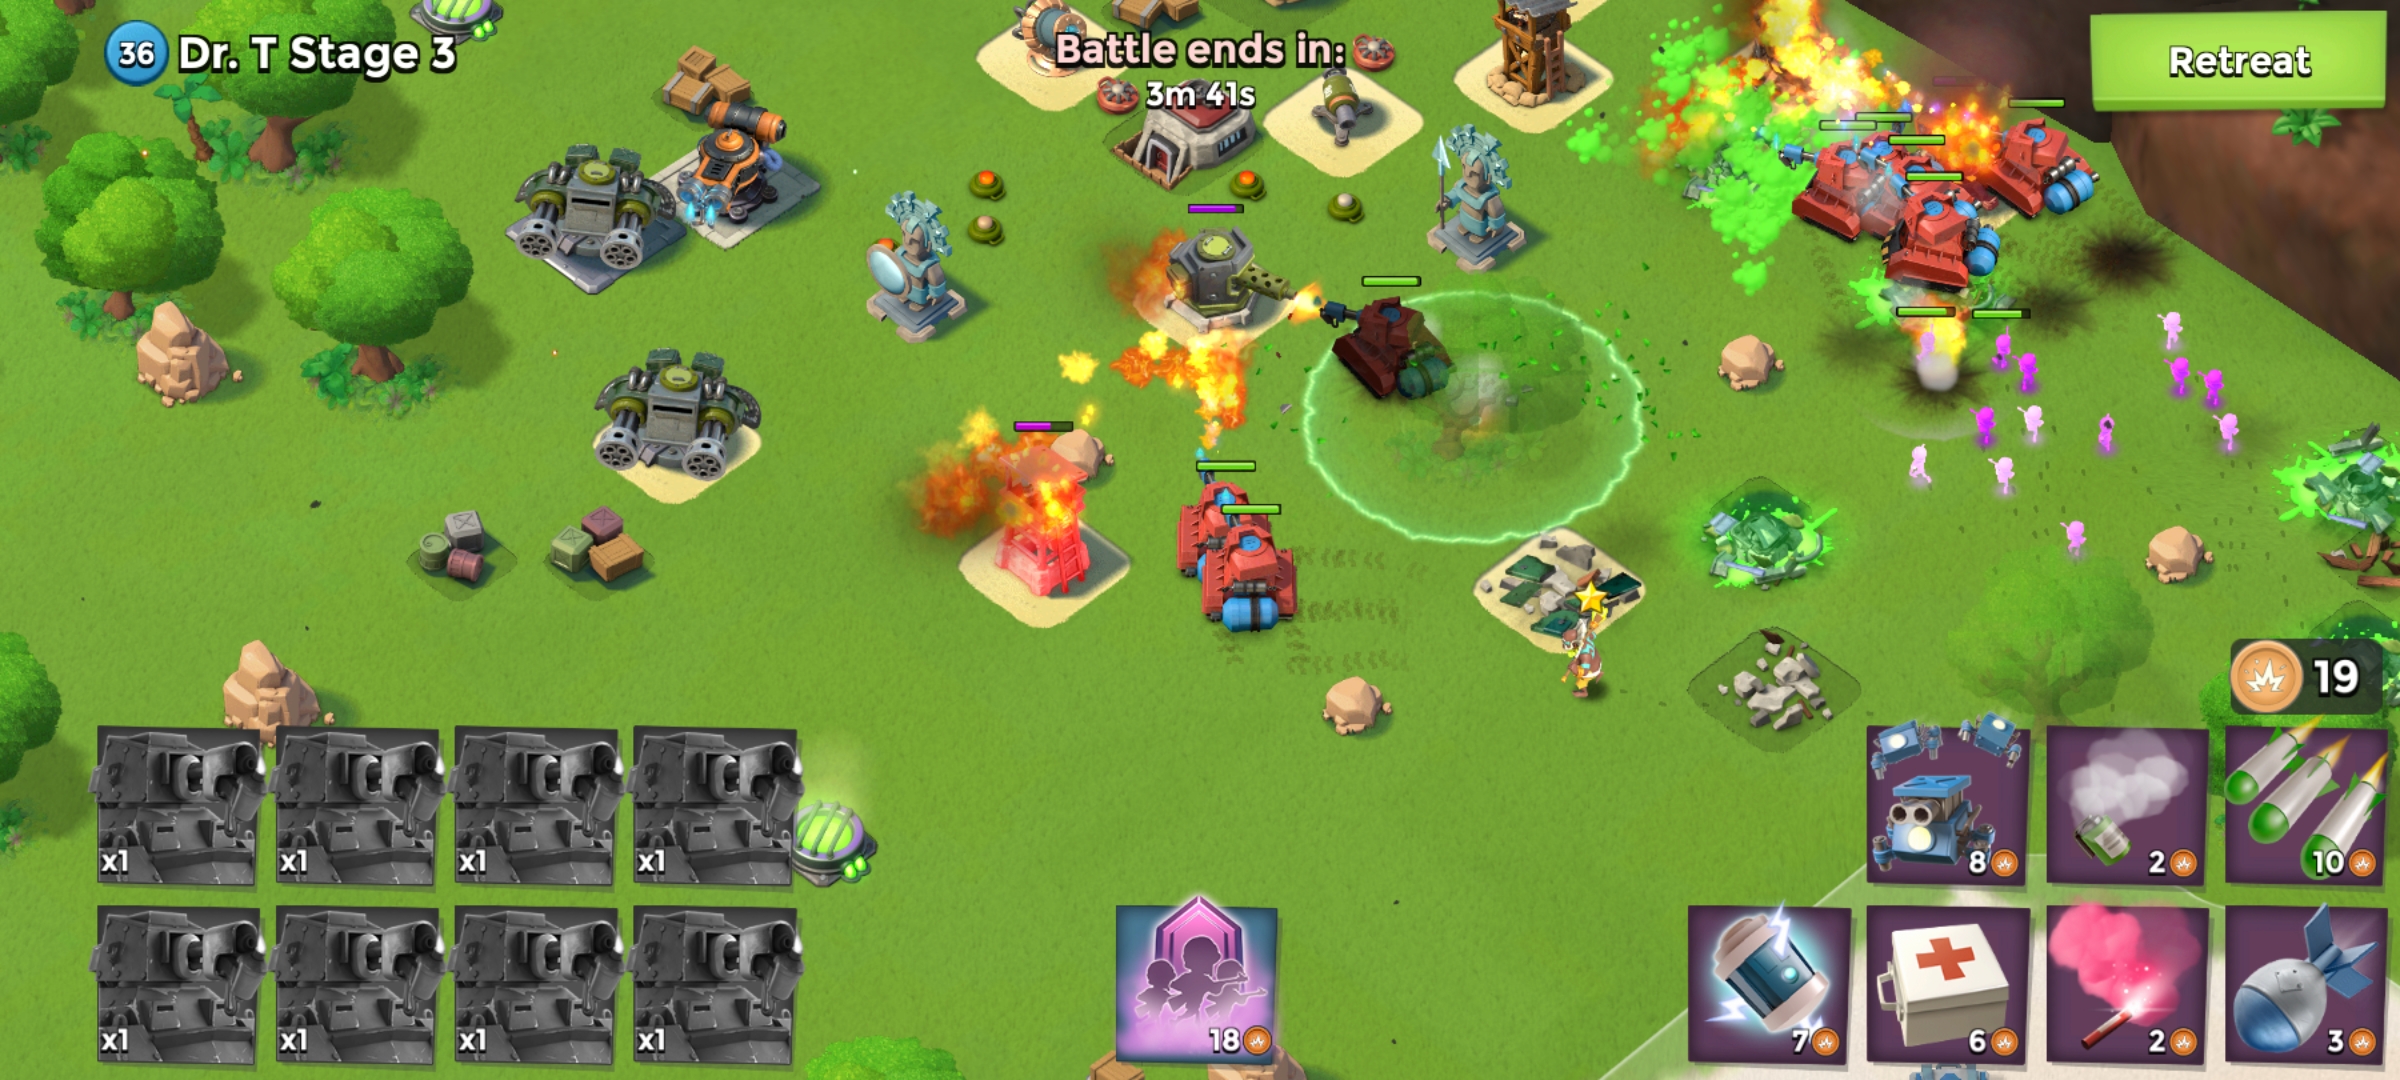 36 Dr. T Stage 3
Battle ends in:
3m 41s
Retreat
19
x1 x1 x1 x1
8 2 10
x1 x1 x1 x1
18
7 6 2 3